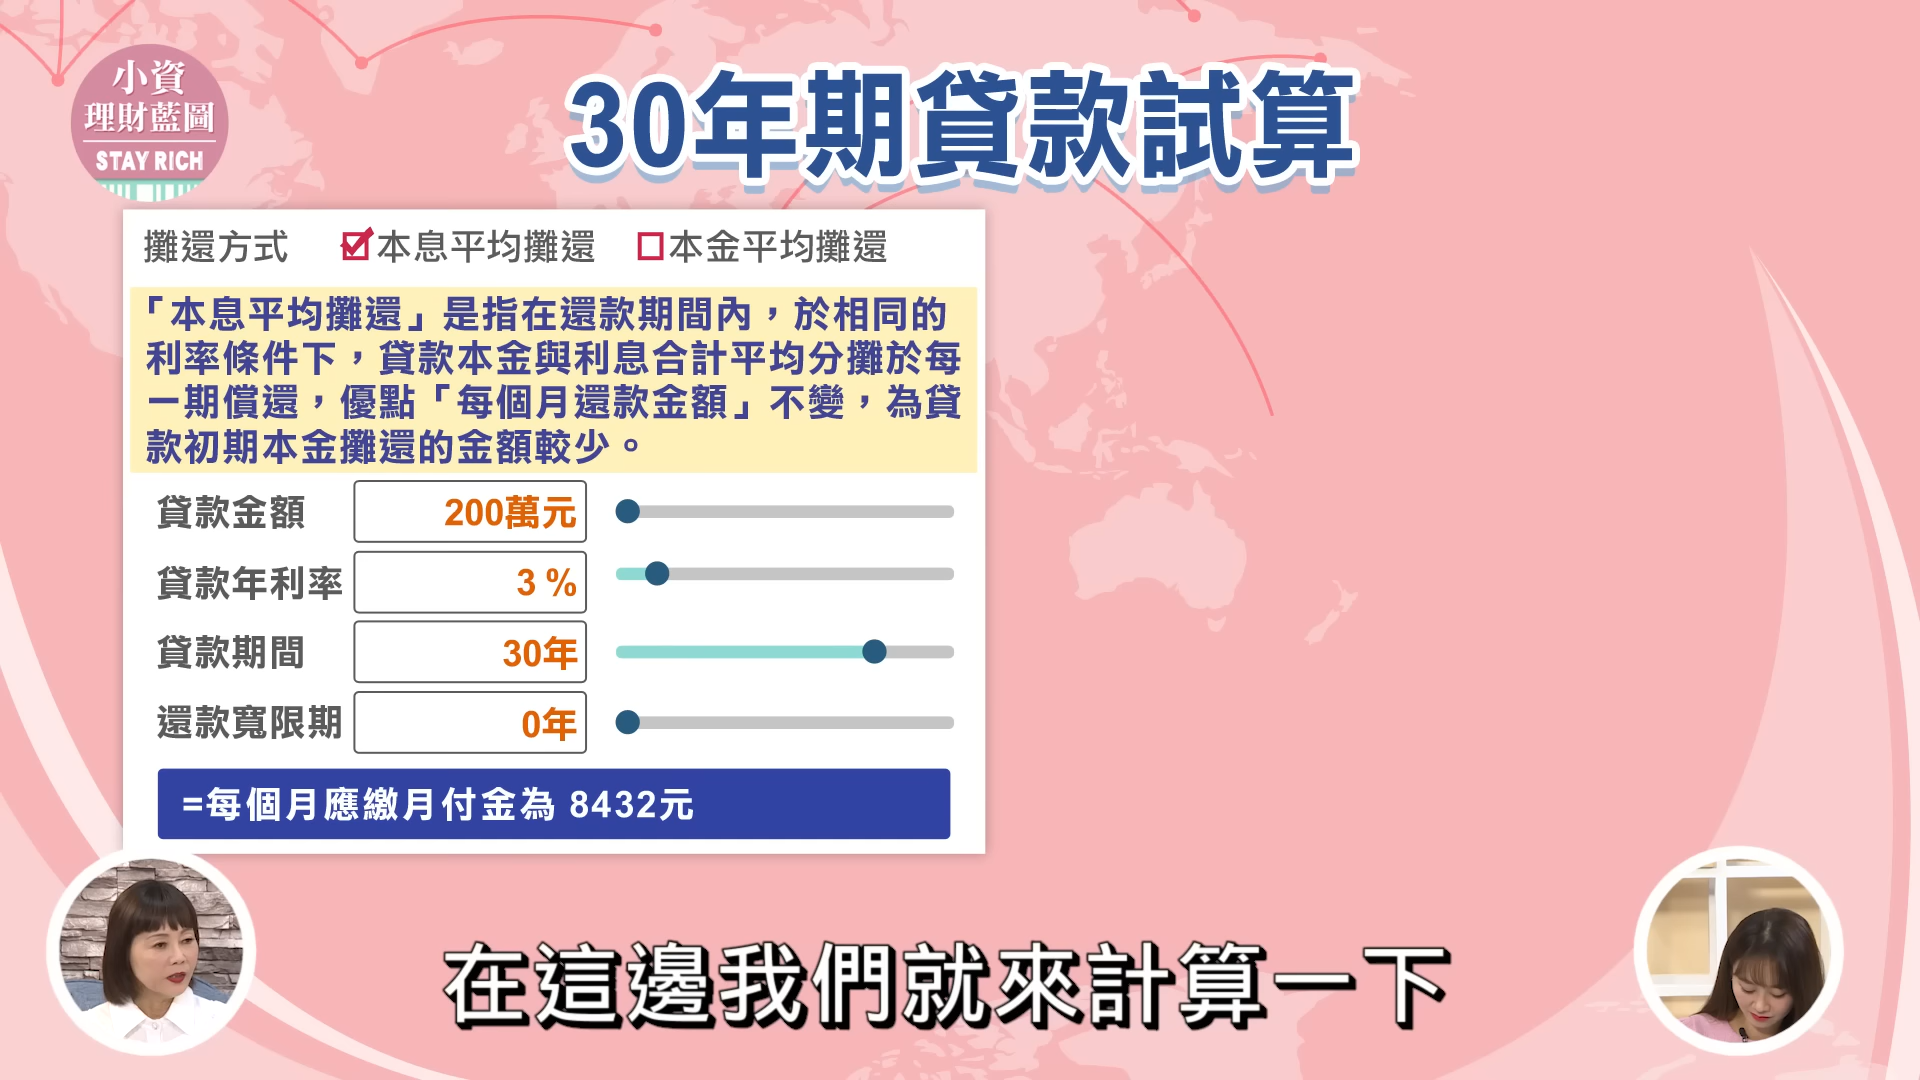 小資
理財藍圖
STAY RICH
30年期貸款試算
攤還方式 本息平均攤還 本金平均攤還
「本息平均攤還」是指在還款期間內，於相同的
利率條件下，貸款本金與利息合計平均分攤於每
一期償還，優點「每個月還款金額」不變，為貸
款初期本金攤還的金額較少。
貸款金額 200萬元
貸款年利率 3 %
貸款期間 30年
還款寬限期 0年
=每個月應繳月付金為 8432元
在這邊我們就來計算一下